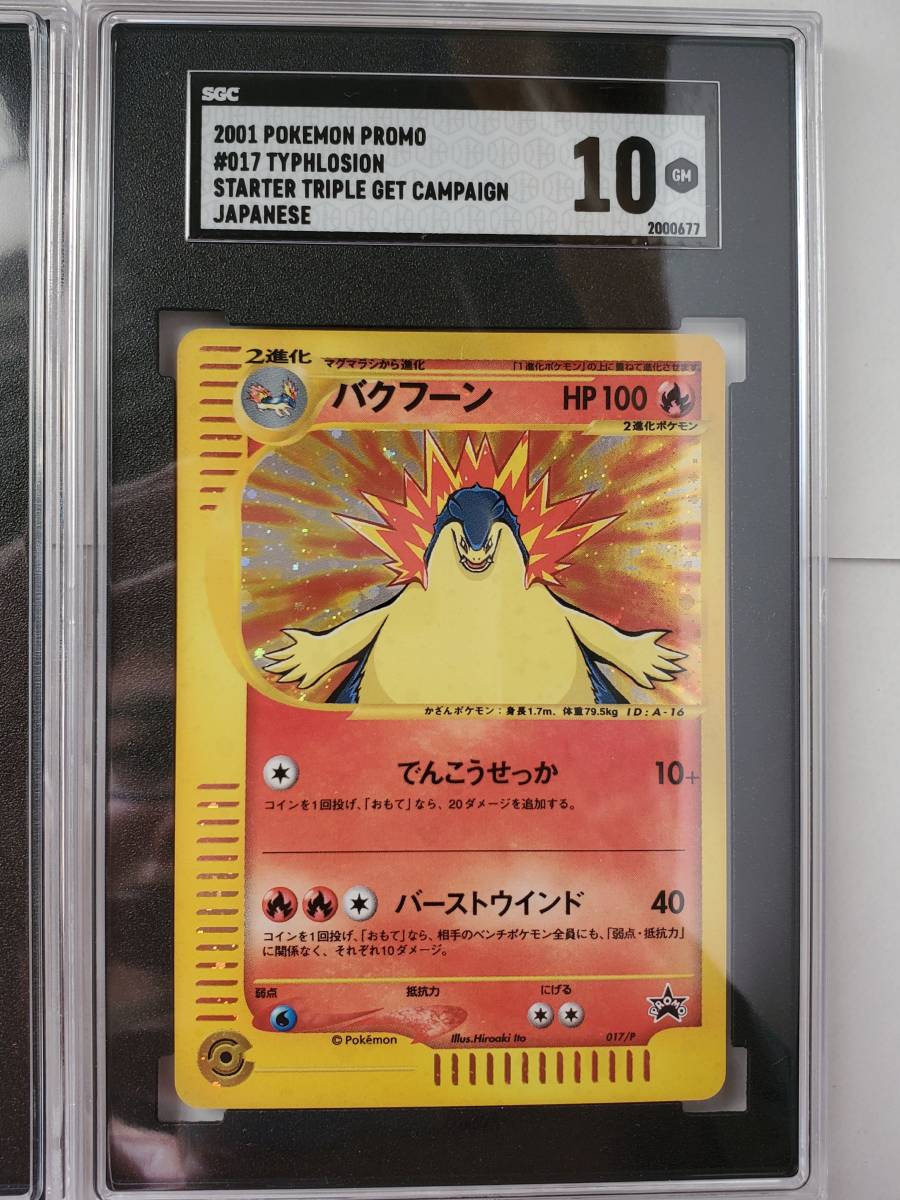 SGC
2001 POKEMON PROMO
#017 TYPHLOSION
STARTER TRIPLE GET CAMPAIGN
JAPANESE
10
GM
2000677
2進化
マグマラシから進化
「1進化ポケモン」の上に重ねて進化させます
バクフーン
HP100
2進化ポケモン
かざんポケモン:身長1.7m、体重79.5kg ID:A-16
でんこうせっか 10+
コインを1回投げ、「おもて」なら、20ダメージを追加する。
バーストウインド 40
コインを1回投げ、「おもて」なら、相手のベンチポケモン全員にも、「弱点・抵抗力」
に関係なく、それぞれ10ダメージ。
弱点 抵抗力 にげる
PROMO
©Pokémon Illus.Hiroaki Ito 017/P